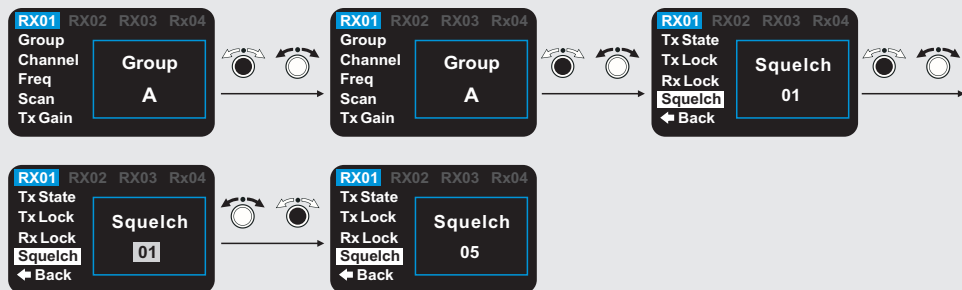 RX01 RX02 RX03 Rx04
Group
Channel
Freq
Scan
Tx Gain
Group
A
RX01 RX02 RX03 Rx04
Group
Channel
Freq
Scan
Tx Gain
Group
A
RX01 RX02 RX03 Rx04
Tx State
Tx Lock
Rx Lock
Squelch
Back
Squelch
01
RX01 RX02 RX03 Rx04
Tx State
Tx Lock
Rx Lock
Squelch
Back
Squelch
01
RX01 RX02 RX03 Rx04
Tx State
Tx Lock
Rx Lock
Squelch
Back
Squelch
05